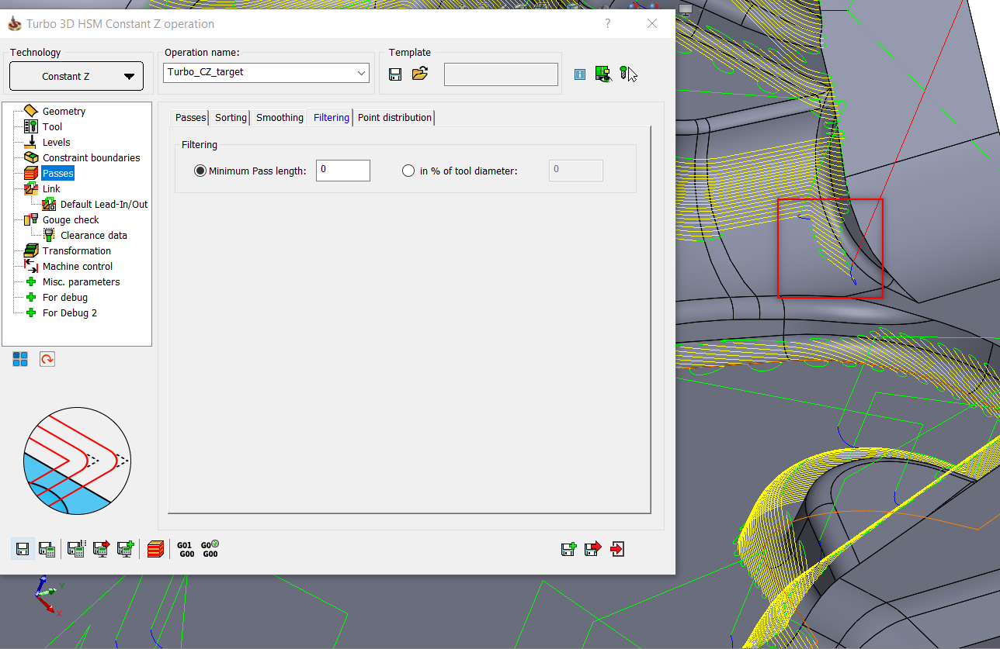 Turbo 3D HSM Constant Z operation
?
Technology
Constant Z
Operation name:
Turbo_CZ_target
Template
Geometry
Tool
Levels
Constraint boundaries
Passes
Link
Default Lead-In/Out
Gouge check
Clearance data
Transformation
Machine control
Misc. parameters
For debug
For Debug 2
Passes Sorting Smoothing Filtering Point distribution
Filtering
Minimum Pass length: 0 in % of tool diameter: 0
G01 G00
G00 G00
Y
X